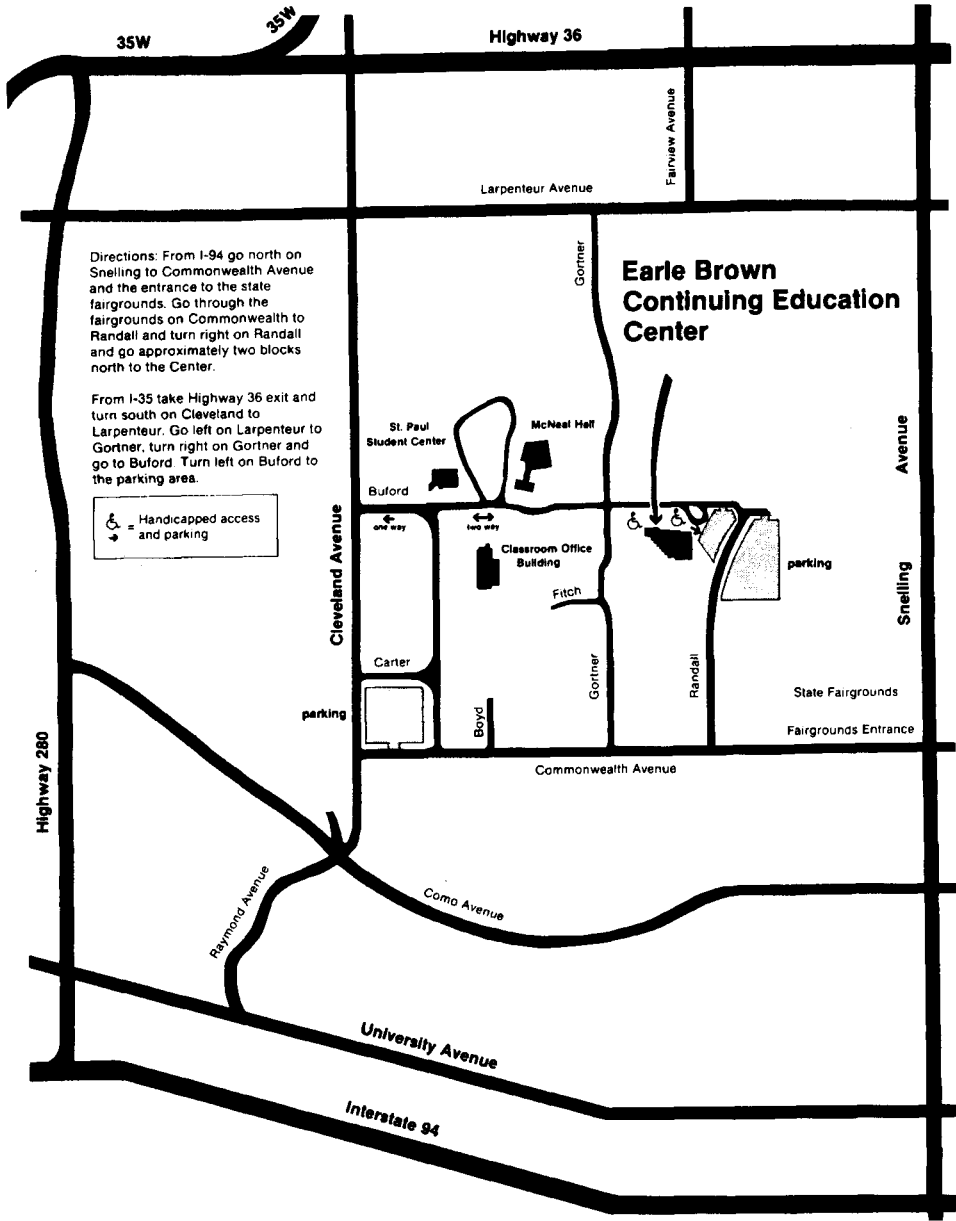 35W
35W
Highway 36
Fairview Avenue
Larpenteur Avenue
Directions: From I-94 go north on
Snelling to Commonwealth Avenue
and the entrance to the state
fairgrounds. Go through the
fairgrounds on Commonwealth to
Randall and turn right on Randall
and go approximately two blocks
north to the Center.
From I-35 take Highway 36 exit and
turn south on Cleveland to
Larpenteur. Go left on Larpenteur to
Gortner, turn right on Gortner and
go to Buford. Turn left on Buford to
the parking area.
♿ = Handicapped access
→ and parking
Gortner
Earle Brown
Continuing Education
Center
St. Paul
Student Center
McNeal Hall
Buford
one way
two way
Classroom Office
Building
parking
Fitch
Cleveland Avenue
Snelling Avenue
Carter
parking
Boyd
Gortner
Randall
State Fairgrounds
Fairgrounds Entrance
Commonwealth Avenue
Highway 280
Raymond Avenue
Como Avenue
University Avenue
Interstate 94